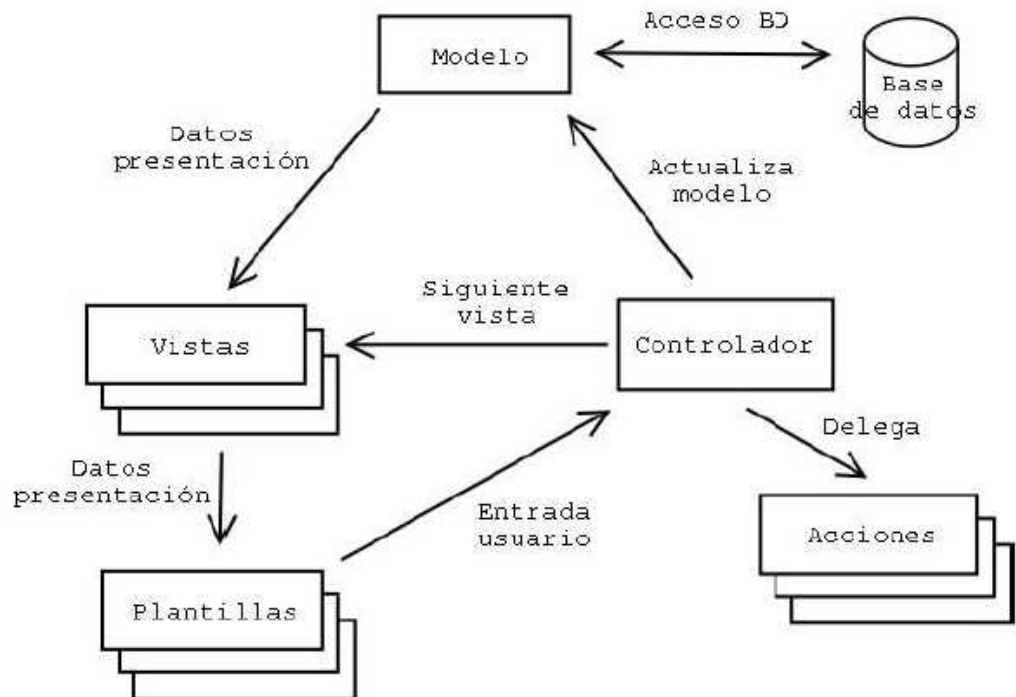 Acceso BD
Modelo
Base
de datos
Datos
presentación
Actualiza
modelo
Siguiente
vista
Vistas
Controlador
Delega
Datos
presentación
Entrada
usuario
Acciones
Plantillas